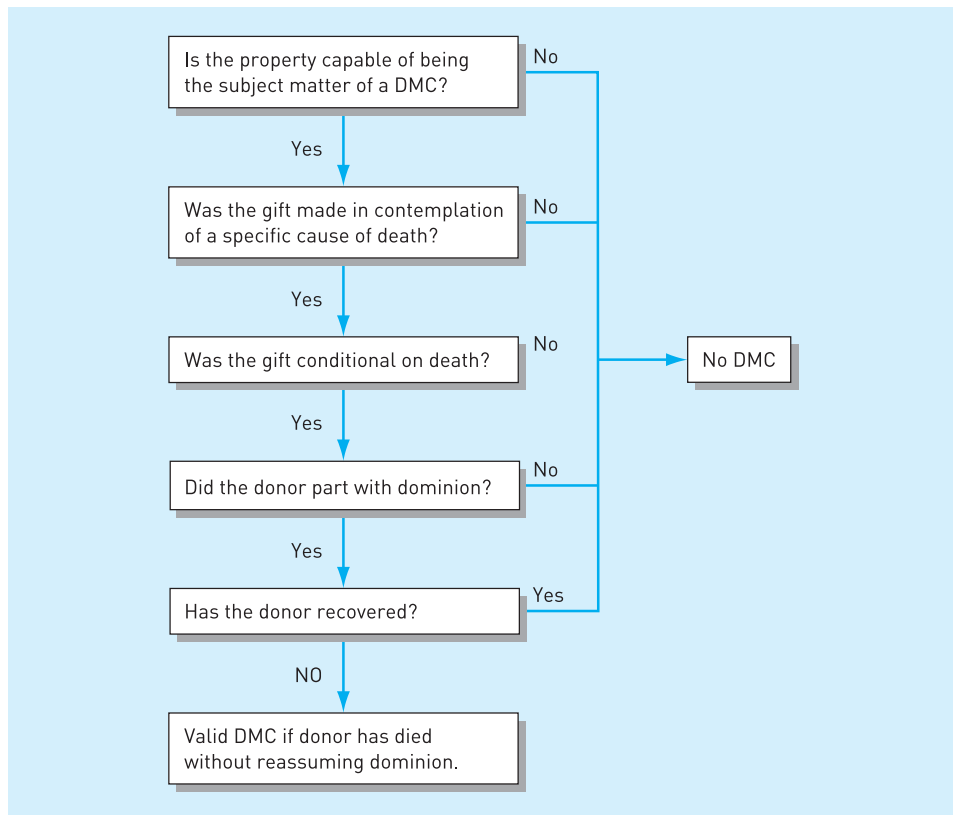 Is the property capable of being
the subject matter of a DMC?
No
Yes
Was the gift made in contemplation
of a specific cause of death?
No
Yes
Was the gift conditional on death?
No
No DMC
Yes
Did the donor part with dominion?
No
Yes
Has the donor recovered?
Yes
NO
Valid DMC if donor has died
without reassuming dominion.